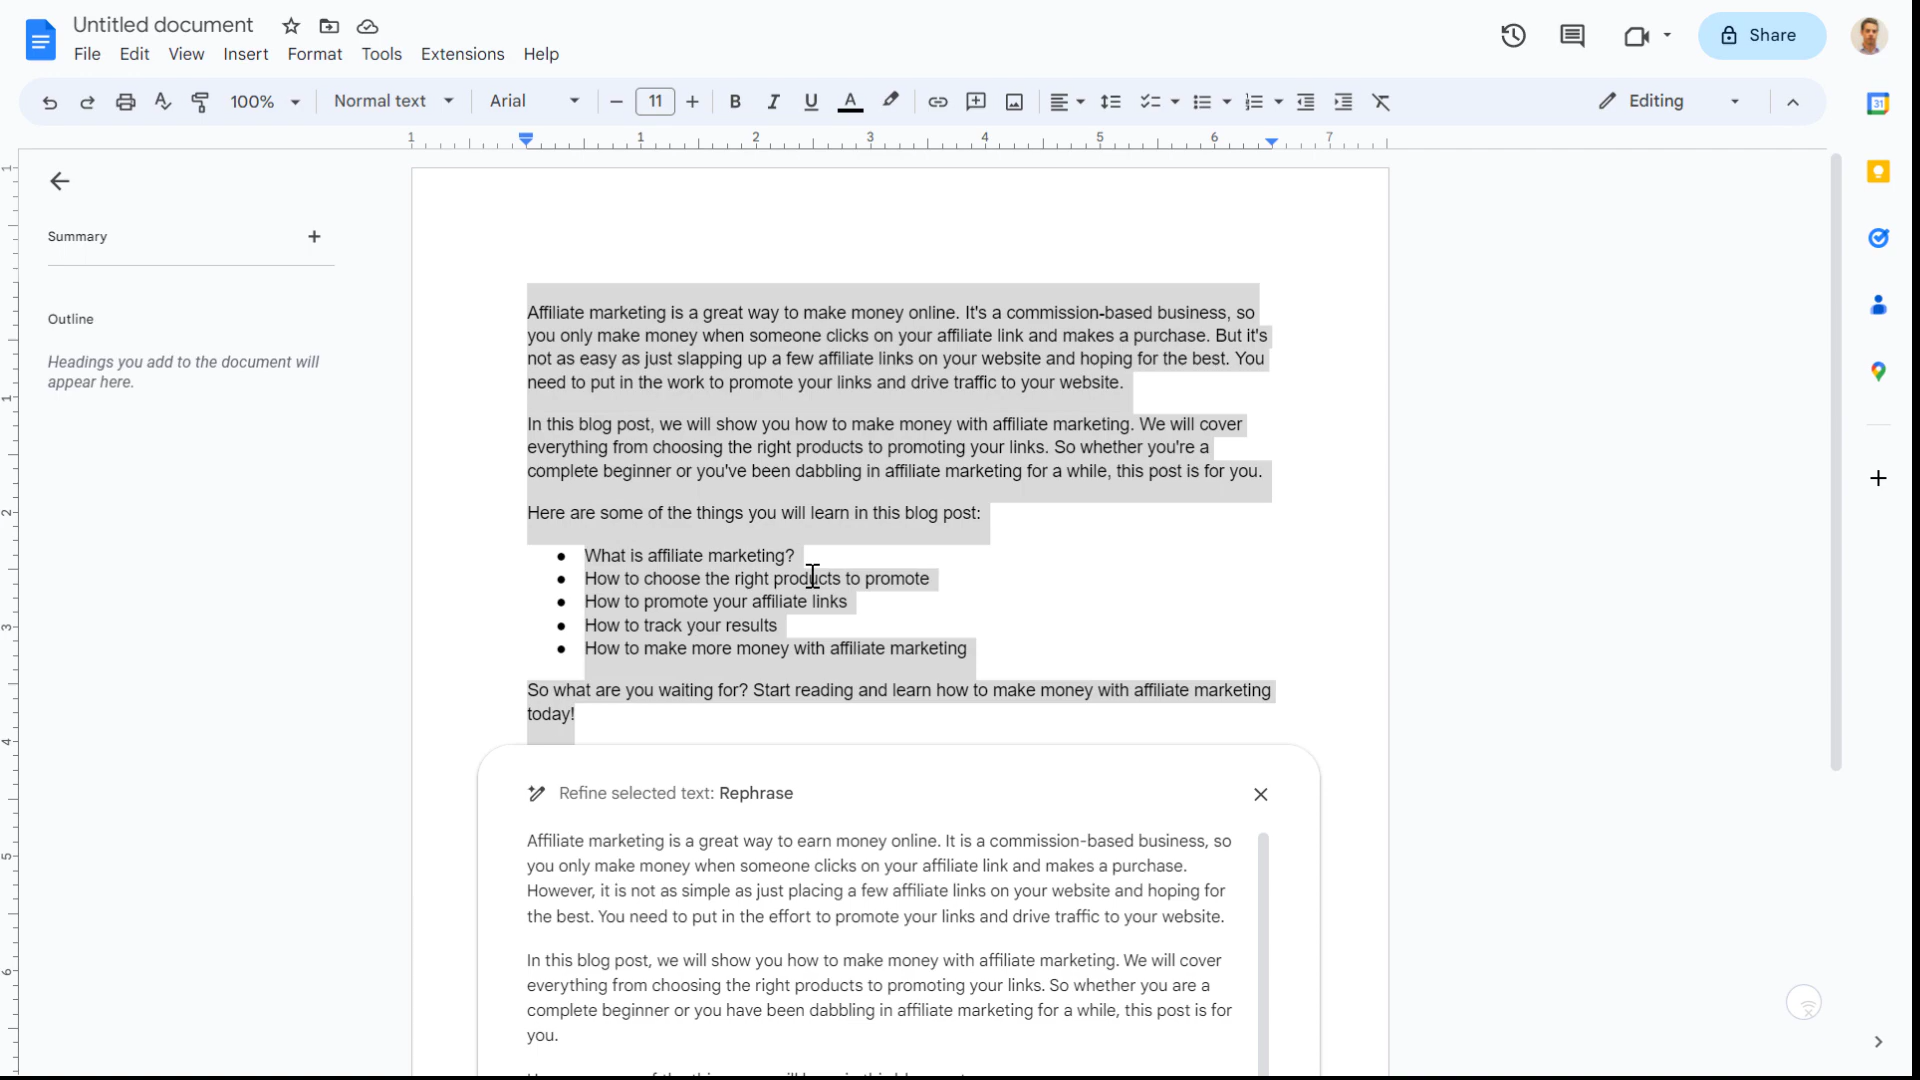 Untitled document
File Edit View Insert Format Tools Extensions Help
Share
100% Normal text Arial 11 B I U A Editing
31
1 1 2 3 4 5 6 7
1
1
2
3
4
5
6
Summary
Outline
Headings you add to the document will
appear here.
Affiliate marketing is a great way to make money online. It's a commission-based business, so
you only make money when someone clicks on your affiliate link and makes a purchase. But it's
not as easy as just slapping up a few affiliate links on your website and hoping for the best. You
need to put in the work to promote your links and drive traffic to your website.
In this blog post, we will show you how to make money with affiliate marketing. We will cover
everything from choosing the right products to promoting your links. So whether you're a
complete beginner or you've been dabbling in affiliate marketing for a while, this post is for you.
Here are some of the things you will learn in this blog post:
● What is affiliate marketing?
● How to choose the right products to promote
● How to promote your affiliate links
● How to track your results
● How to make more money with affiliate marketing
So what are you waiting for? Start reading and learn how to make money with affiliate marketing
today!
Refine selected text: Rephrase
Affiliate marketing is a great way to earn money online. It is a commission-based business, so
you only make money when someone clicks on your affiliate link and makes a purchase.
However, it is not as simple as just placing a few affiliate links on your website and hoping for
the best. You need to put in the effort to promote your links and drive traffic to your website.
In this blog post, we will show you how to make money with affiliate marketing. We will cover
everything from choosing the right products to promoting your links. So whether you are a
complete beginner or you have been dabbling in affiliate marketing for a while, this post is for
you.